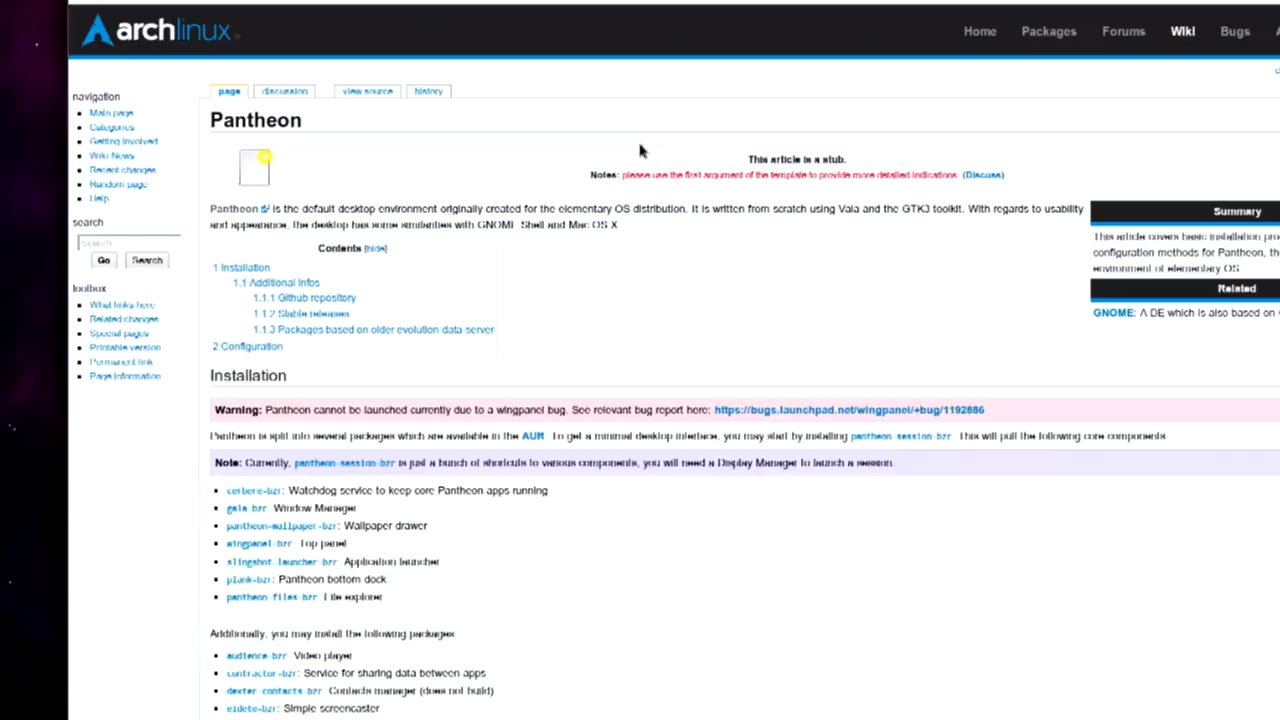 archlinux
Home Packages Forums Wiki Bugs
navigation
Main page
Categories
Getting involved
Wiki News
Recent changes
Random page
Help
search
Search
Go Search
toolbox
What links here
Related changes
Special pages
Printable version
Permanent link
Page information
page discussion view source history
Pantheon
This article is a stub.
Notes: please use the first argument of the template to provide more detailed indications. (Discuss)
Pantheon is the default desktop environment originally created for the elementary OS distribution. It is written from scratch using Vala and the GTK3 toolkit. With regards to usability
and appearance, the desktop has some similarities with GNOME Shell and Mac OS X
Contents [hide]
1 Installation
1.1 Additional infos
1.1.1 Github repository
1.1.2 Stable releases
1.1.3 Packages based on older evolution-data-server
2 Configuration
Summary
This article covers basic installation
configuration methods for Pantheon, the
environment of elementary OS
Related
GNOME: A DE which is also based on
Installation
Warning: Pantheon cannot be launched currently due to a wingpanel bug. See relevant bug report here: https://bugs.launchpad.net/wingpanel/+bug/1192686
Pantheon is split into several packages which are available in the AUR To get a minimal desktop interface, you may start by installing pantheon-session-bzr This will pull the following core components
Note: Currently, pantheon-session-bzr is just a bunch of shortcuts to various components, you will need a Display Manager to launch a session.
cerbere-bzr: Watchdog service to keep core Pantheon apps running
gala-bzr Window Manager
pantheon-wallpaper-bzr: Wallpaper drawer
wingpanel-bzr Top panel
slingshot-launcher-bzr Application launcher
plank-bzr: Pantheon bottom dock
pantheon-files-bzr File explorer
Additionally, you may install the following packages
audience-bzr Video player
contractor-bzr: Service for sharing data between apps
dexter-contacts-bzr Contacts manager (does not build)
eidete-bzr: Simple screencaster